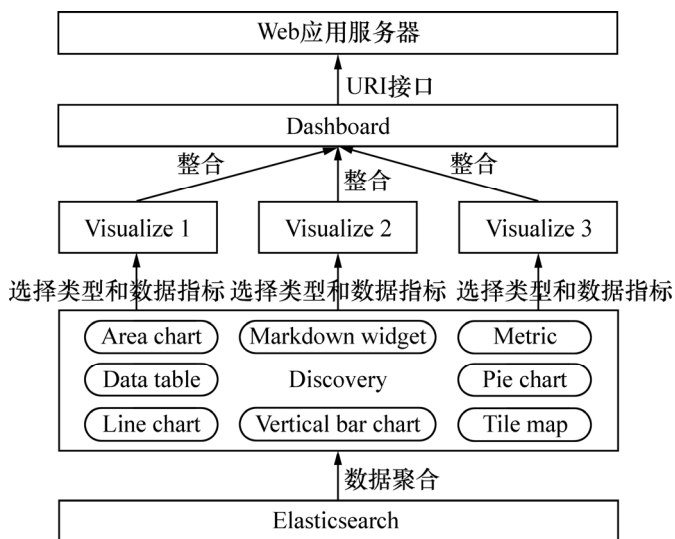 Web应用服务器
URI接口
Dashboard
整合
整合
整合
Visualize 1
Visualize 2
Visualize 3
选择类型和数据指标
选择类型和数据指标
选择类型和数据指标
Area chart
Markdown widget
Metric
Data table
Discovery
Pie chart
Line chart
Vertical bar chart
Tile map
数据聚合
Elasticsearch